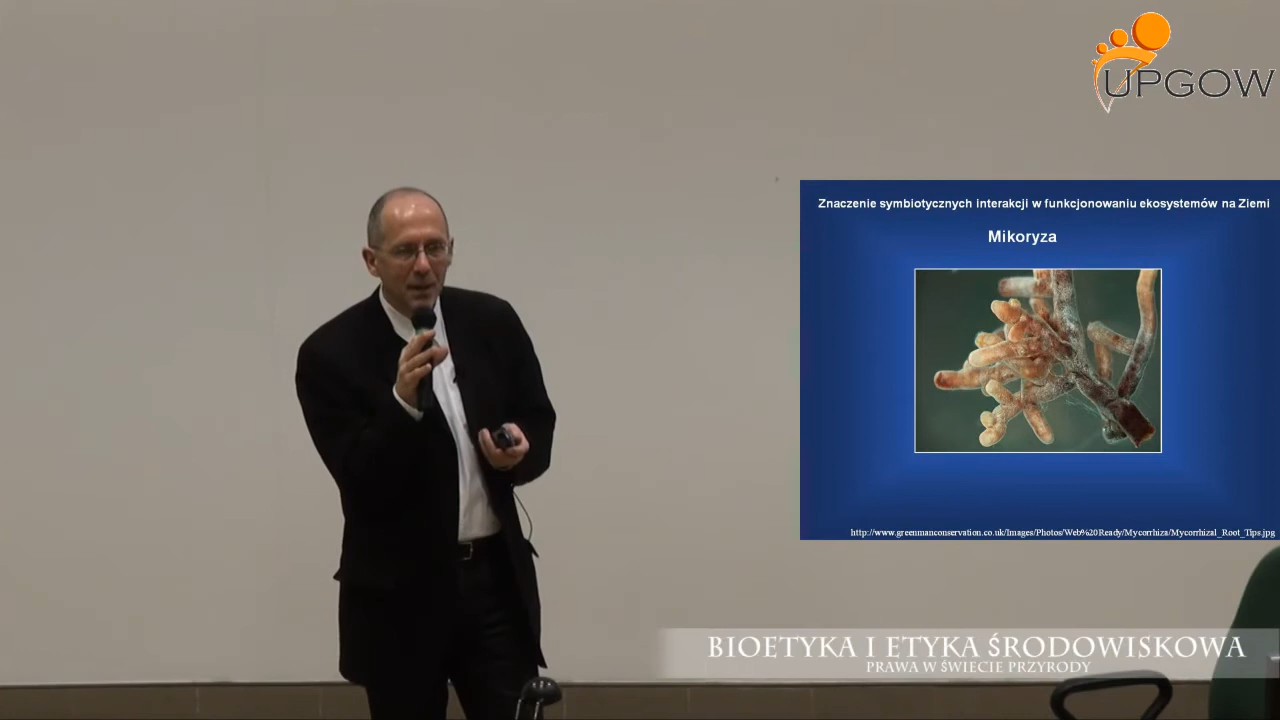 UPGOW
Znaczenie symbiotycznych interakcji w funkcjonowaniu ekosystemów na Ziemi
Mikoryza
http://www.greenmanconservation.co.uk/Images/Photos/Web%20Ready/Mycorrhiza/Mycorrhizal_Root_Tips.jpg
BIOETYKA I ETYKA ŚRODOWISKOWA
PRAWA W ŚWIECIE PRZYRODY